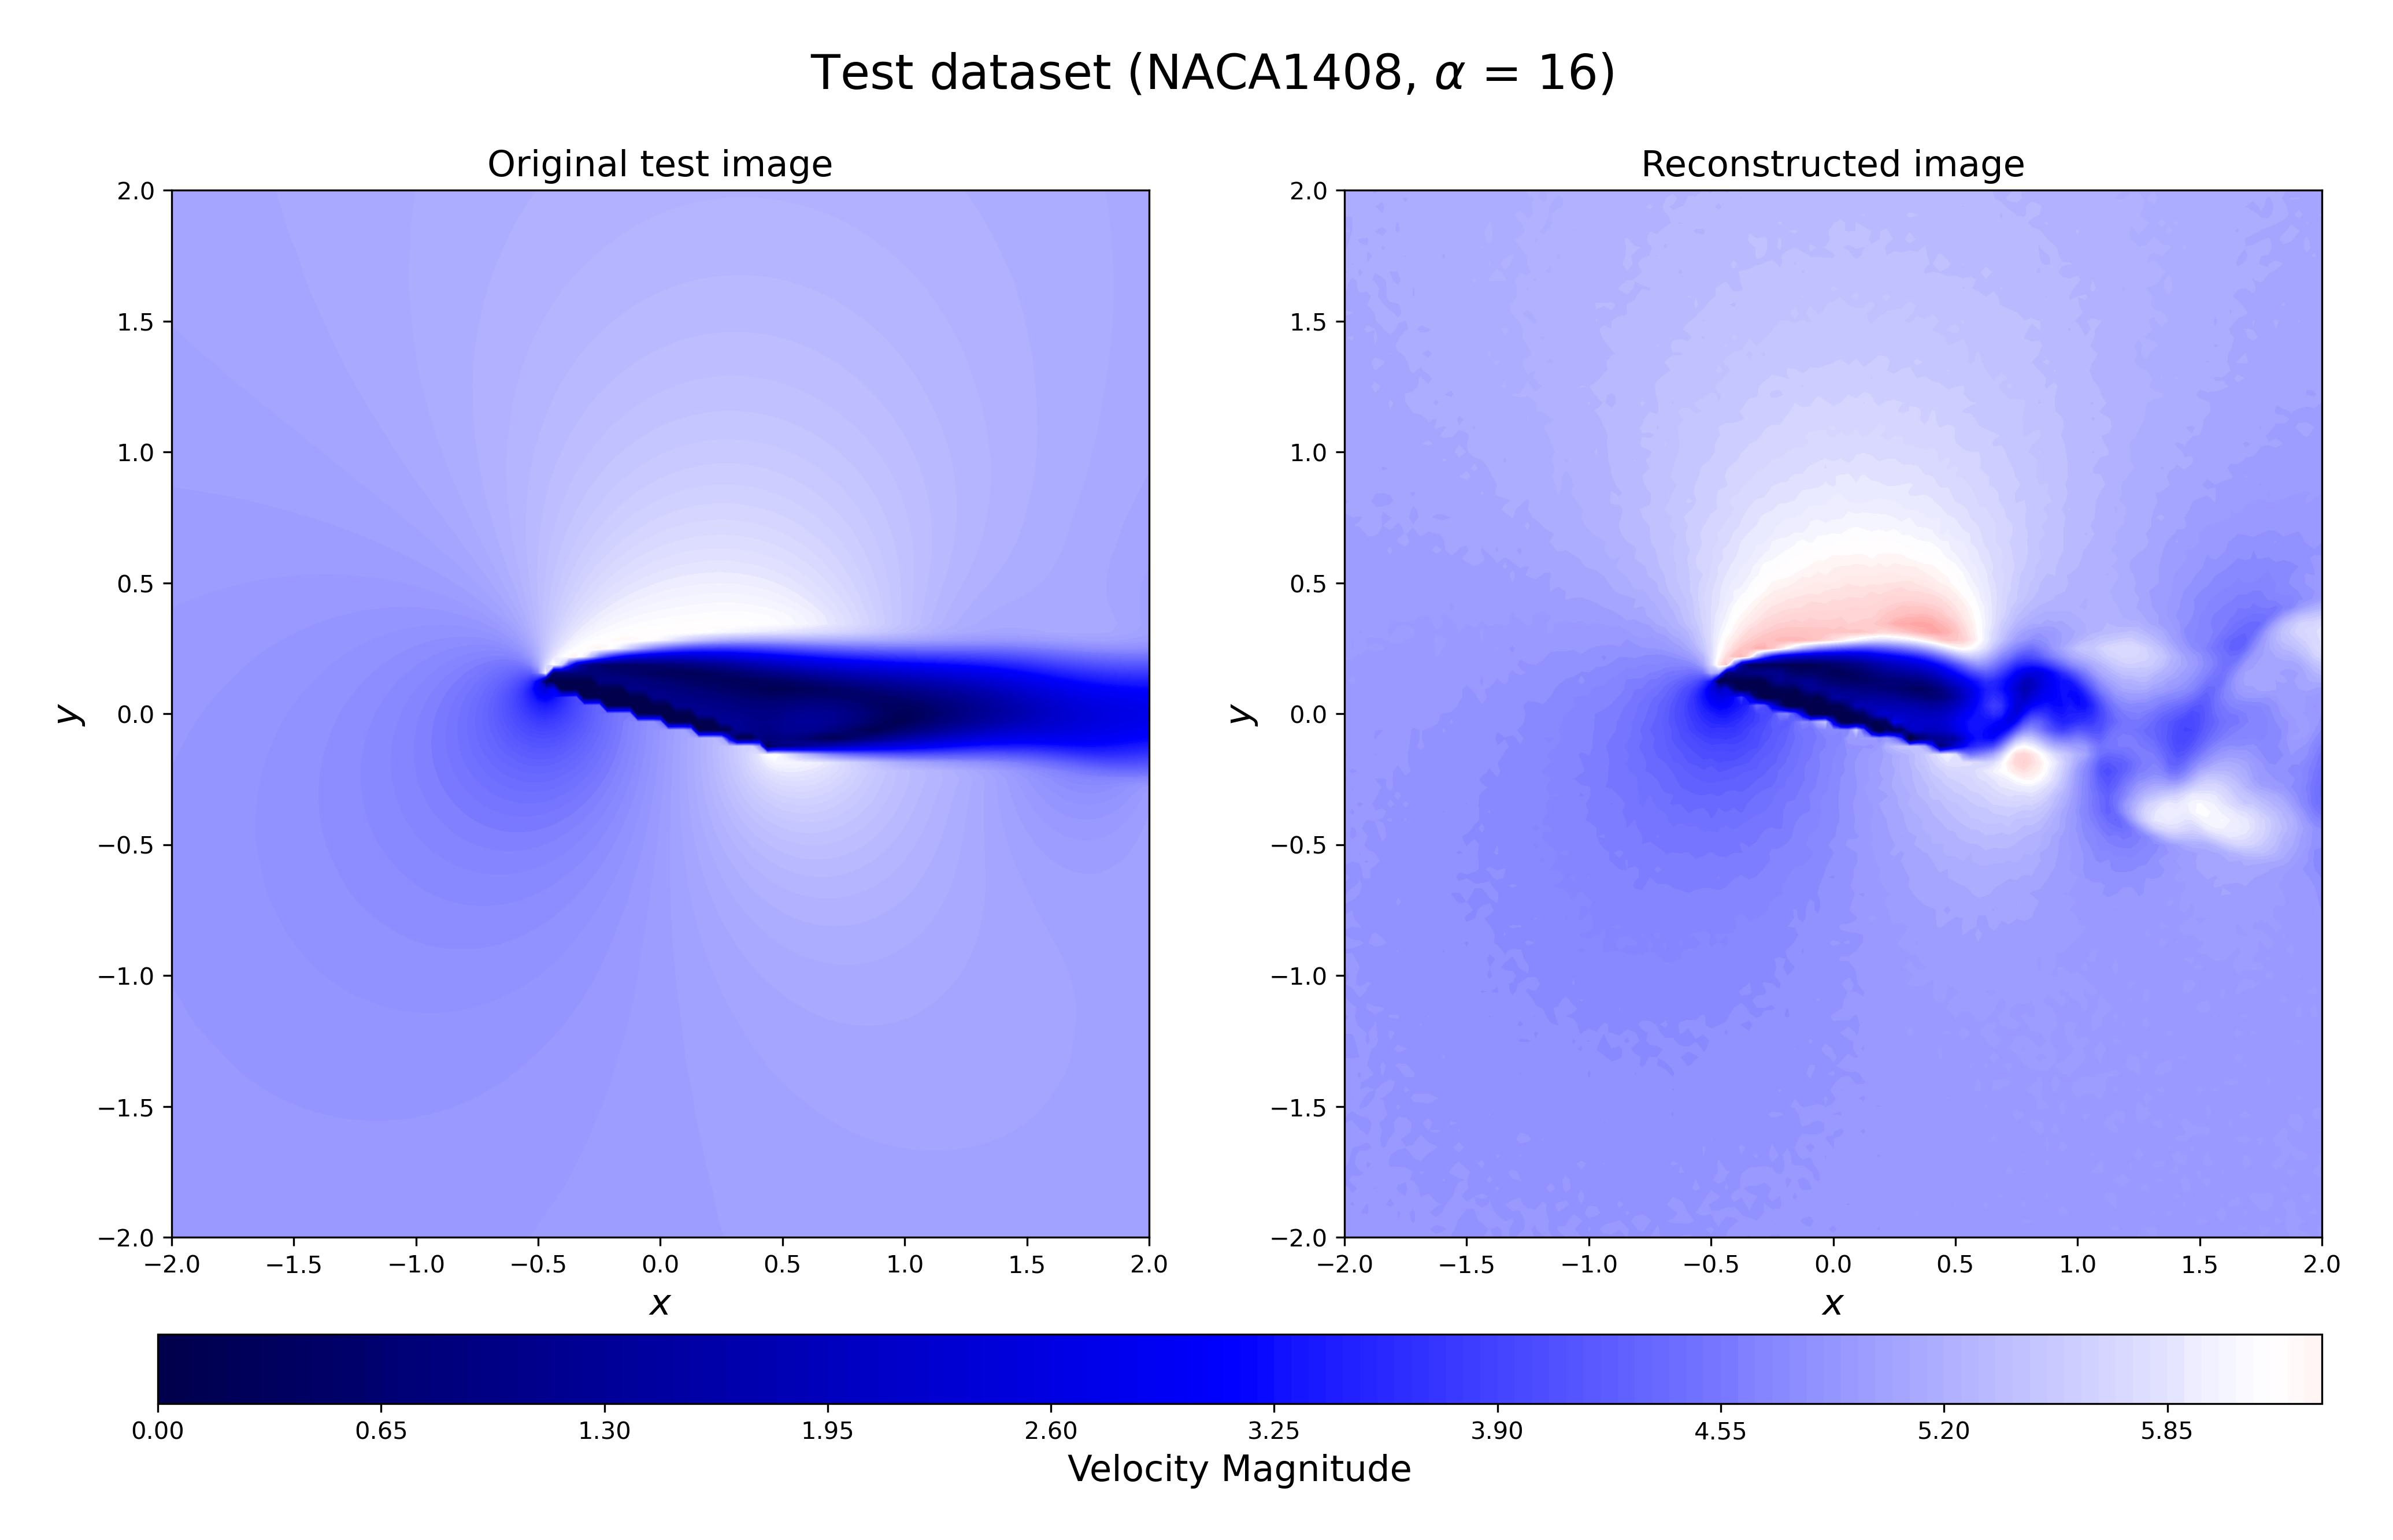 Test dataset (NACA1408, α = 16)
Original test image
2.0
1.5
1.0
0.5
0.0
−0.5
−1.0
−1.5
−2.0
y
−2.0 −1.5 −1.0 −0.5 0.0 0.5 1.0 1.5 2.0
x
Reconstructed image
2.0
1.5
1.0
0.5
0.0
−0.5
−1.0
−1.5
−2.0
y
−2.0 −1.5 −1.0 −0.5 0.0 0.5 1.0 1.5 2.0
x
0.00 0.65 1.30 1.95 2.60 3.25 3.90 4.55 5.20 5.85
Velocity Magnitude